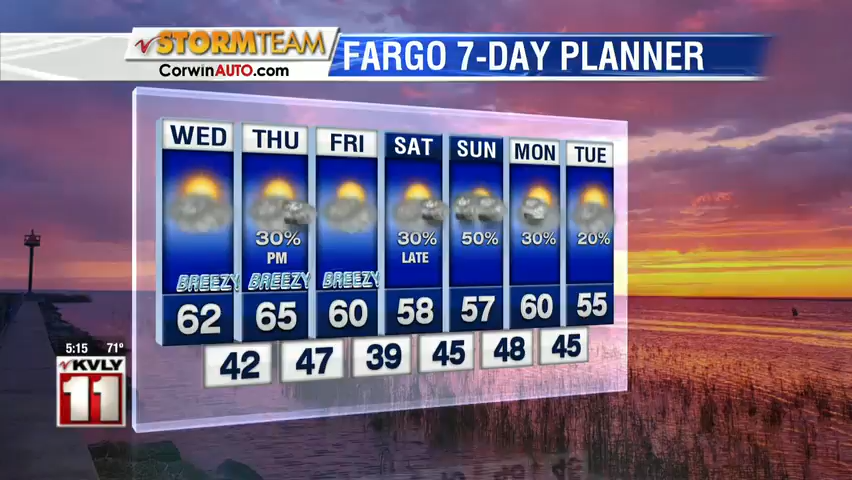 STORMTEAM
CorwinAUTO.com
FARGO 7-DAY PLANNER
WED THU FRI SAT SUN MON TUE
30% 30% 50% 30% 20%
PM LATE
BREEZY BREEZY BREEZY
62 65 60 58 57 60 55
42 47 39 45 48 45
5:15 71°
KVLY
11